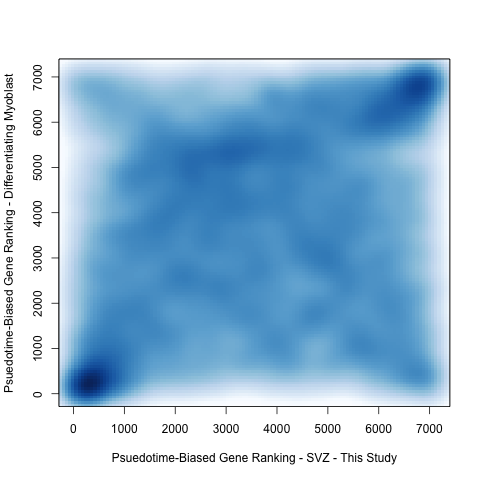 Psuedotime-Biased Gene Ranking - Differentiating Myoblast
7000
6000
5000
4000
3000
2000
1000
0
0 1000 2000 3000 4000 5000 6000 7000
Psuedotime-Biased Gene Ranking - SVZ - This Study